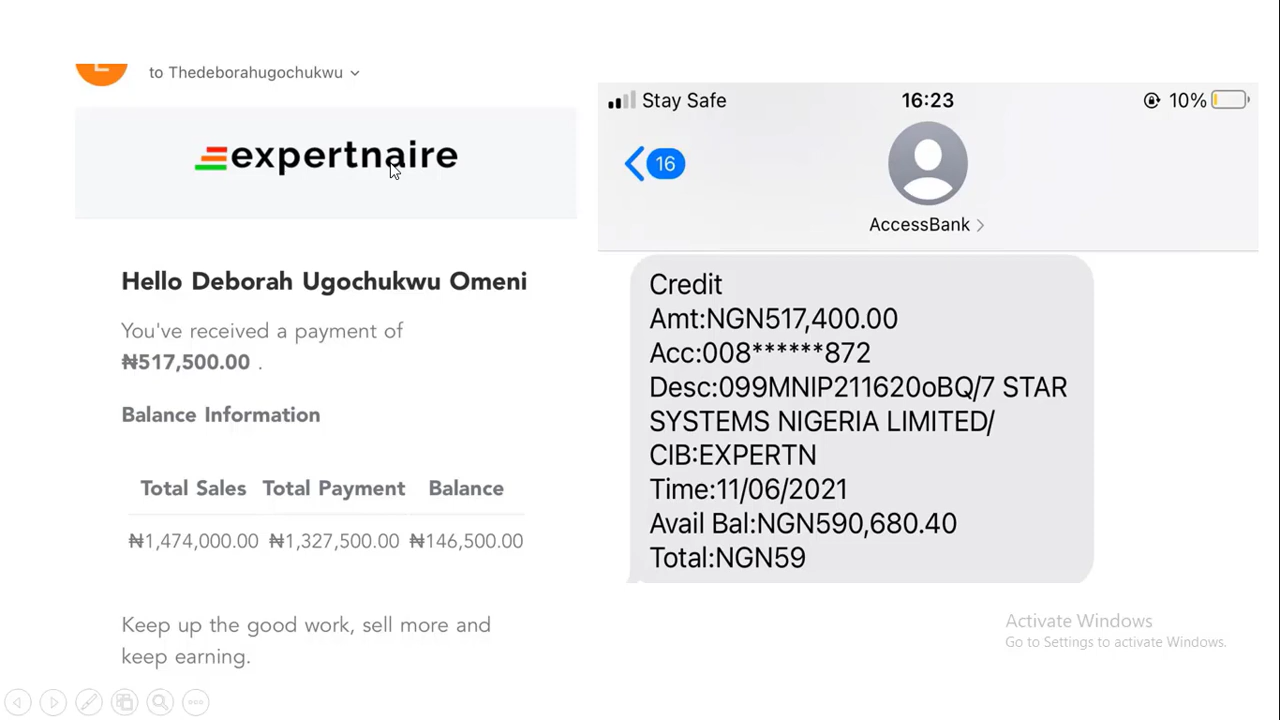 to Thedeborahugochukwu
expertnaire
Hello Deborah Ugochukwu Omeni
You've received a payment of
₦517,500.00 .
Balance Information
Total Sales Total Payment Balance
₦1,474,000.00 ₦1,327,500.00 ₦146,500.00
Keep up the good work, sell more and
keep earning.
Stay Safe 16:23 10%
16
AccessBank
Credit
Amt:NGN517,400.00
Acc:008******872
Desc:099MNIP211620oBQ/7 STAR
SYSTEMS NIGERIA LIMITED/
CIB:EXPERTN
Time:11/06/2021
Avail Bal:NGN590,680.40
Total:NGN59
Activate Windows
Go to Settings to activate Windows.